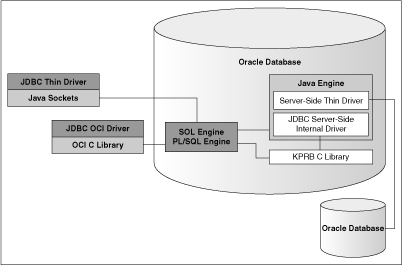 Oracle Database
Java Engine
JDBC Thin Driver
Java Sockets
Server-Side Thin Driver
JDBC Server-Side
Internal Driver
JDBC OCI Driver
OCI C Library
SOL Engine
PL/SQL Engine
KPRB C Library
Oracle Database